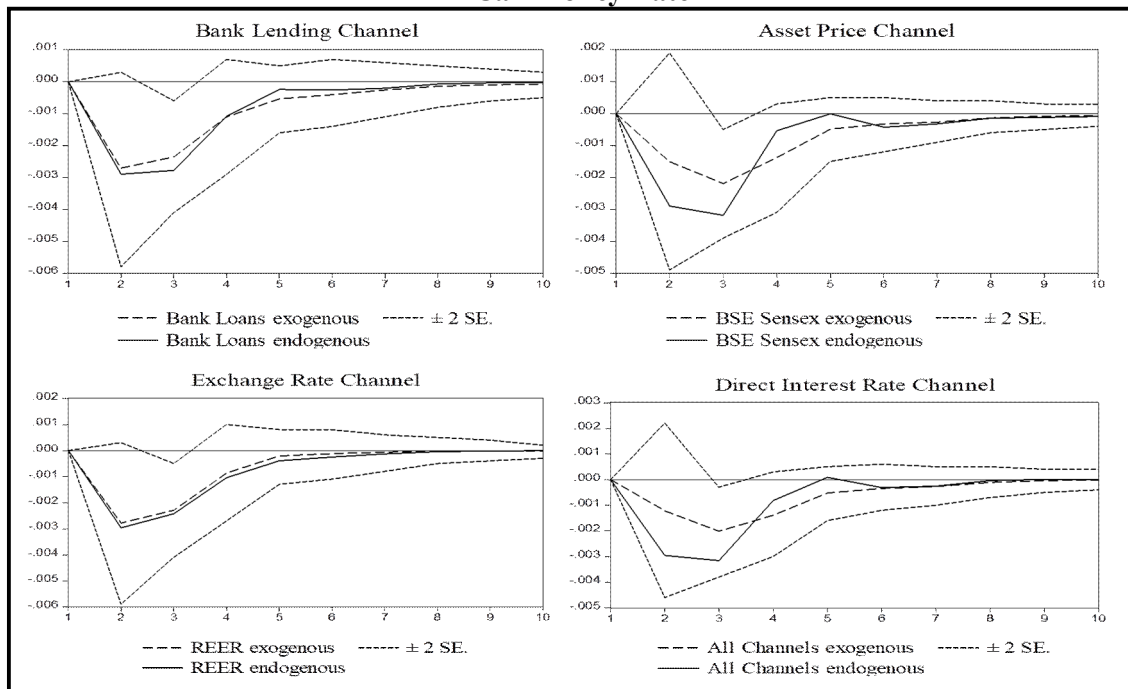 Bank Lending Channel
.001
.000
-.001
-.002
-.003
-.004
-.005
-.006
1 2 3 4 5 6 7 8 9 10
Bank Loans exogenous ± 2 SE.
Bank Loans endogenous
Asset Price Channel
.002
.001
.000
-.001
-.002
-.003
-.004
-.005
1 2 3 4 5 6 7 8 9 10
BSE Sensex exogenous ± 2 SE.
BSE Sensex endogenous
Exchange Rate Channel
.002
.001
.000
-.001
-.002
-.003
-.004
-.005
-.006
1 2 3 4 5 6 7 8 9 10
REER exogenous ± 2 SE.
REER endogenous
Direct Interest Rate Channel
.003
.002
.001
.000
-.001
-.002
-.003
-.004
-.005
1 2 3 4 5 6 7 8 9 10
All Channels exogenous ± 2 SE.
All Channels endogenous